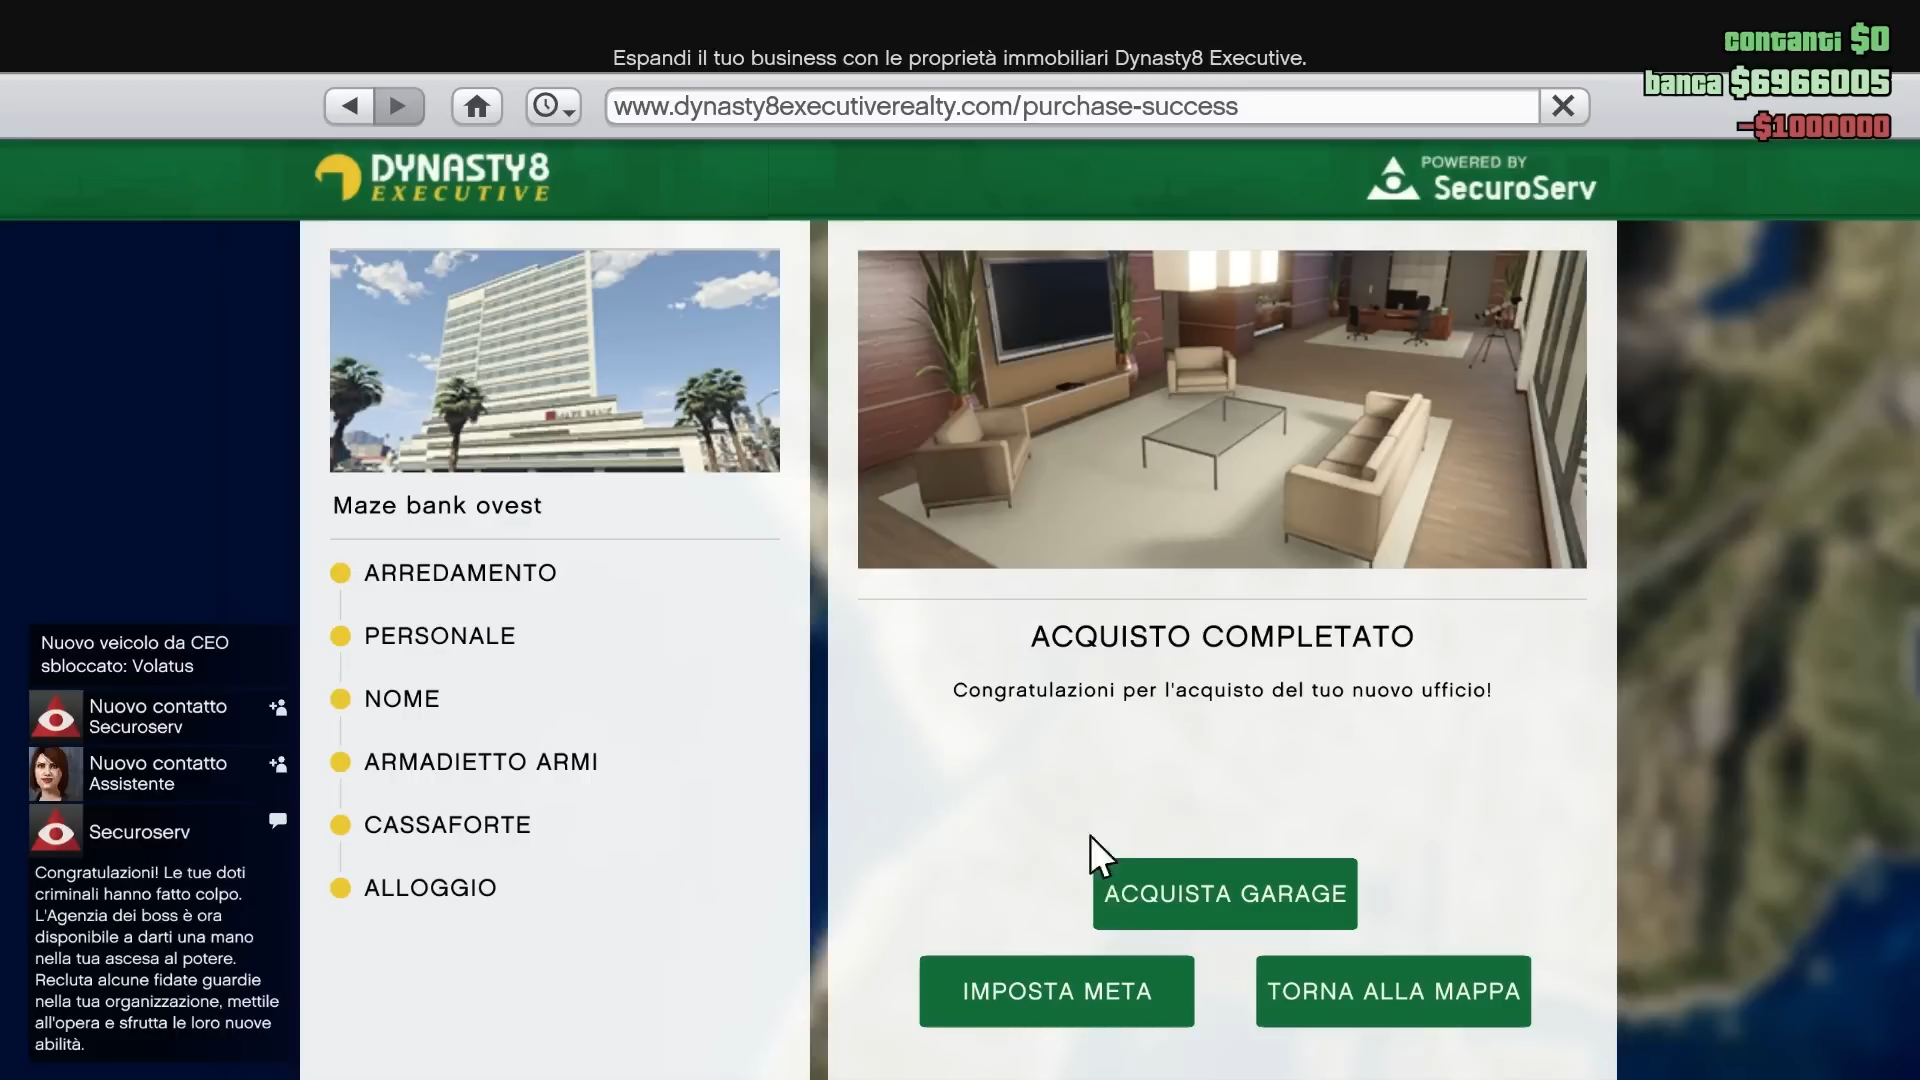 Espandi il tuo business con le proprietà immobiliari Dynasty8 Executive.
contanti $0
banca $6966005
-$1000000
www.dynasty8executiverealty.com/purchase-success
DYNASTY8
EXECUTIVE
POWERED BY
SecuroServ
MAZE BANK
Maze bank ovest
ARREDAMENTO
PERSONALE
NOME
ARMADIETTO ARMI
CASSAFORTE
ALLOGGIO
ACQUISTO COMPLETATO
Congratulazioni per l'acquisto del tuo nuovo ufficio!
ACQUISTA GARAGE
IMPOSTA META
TORNA ALLA MAPPA
Nuovo veicolo da CEO
sbloccato: Volatus
Nuovo contatto
Securoserv
Nuovo contatto
Assistente
Securoserv
Congratulazioni! Le tue doti
criminali hanno fatto colpo.
L'Agenzia dei boss è ora
disponibile a darti una mano
nella tua ascesa al potere.
Recluta alcune fidate guardie
nella tua organizzazione, mettile
all'opera e sfrutta le loro nuove
abilità.